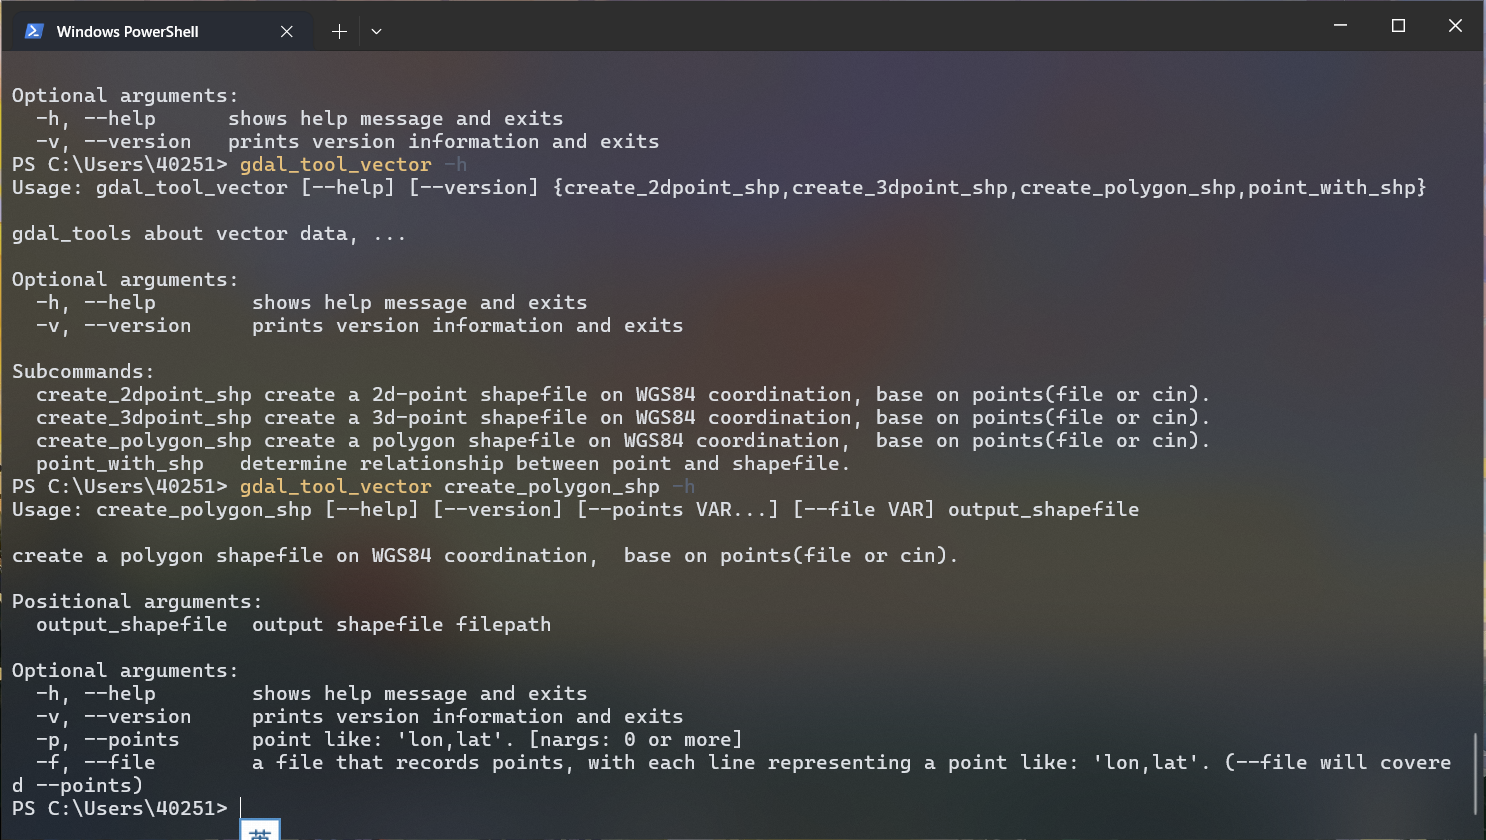 Windows PowerShell
Optional arguments:
  -h, --help      shows help message and exits
  -v, --version   prints version information and exits
PS C:\Users\40251> gdal_tool_vector -h
Usage: gdal_tool_vector [--help] [--version] {create_2dpoint_shp,create_3dpoint_shp,create_polygon_shp,point_with_shp}
gdal_tools about vector data, ...
Optional arguments:
  -h, --help        shows help message and exits
  -v, --version     prints version information and exits
Subcommands:
  create_2dpoint_shp create a 2d-point shapefile on WGS84 coordination, base on points(file or cin).
  create_3dpoint_shp create a 3d-point shapefile on WGS84 coordination, base on points(file or cin).
  create_polygon_shp create a polygon shapefile on WGS84 coordination,  base on points(file or cin).
  point_with_shp   determine relationship between point and shapefile.
PS C:\Users\40251> gdal_tool_vector create_polygon_shp -h
Usage: create_polygon_shp [--help] [--version] [--points VAR...] [--file VAR] output_shapefile
create a polygon shapefile on WGS84 coordination,  base on points(file or cin).
Positional arguments:
  output_shapefile  output shapefile filepath
Optional arguments:
  -h, --help        shows help message and exits
  -v, --version     prints version information and exits
  -p, --points      point like: 'lon,lat'. [nargs: 0 or more]
  -f, --file        a file that records points, with each line representing a point like: 'lon,lat'. (--file will covere
d --points)
PS C:\Users\40251>
英